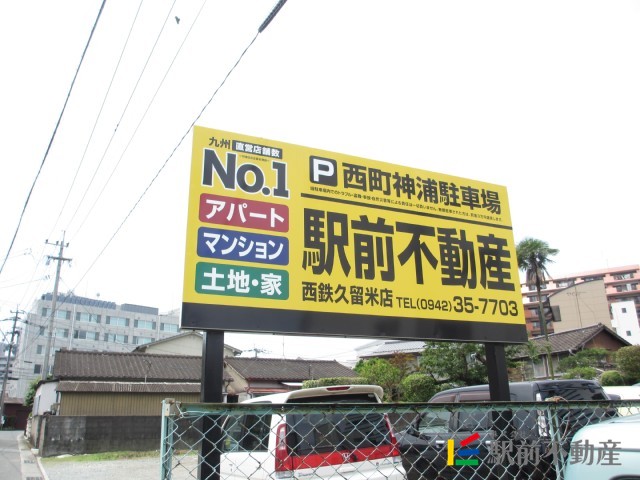 九州 直営店舗数
No.1
アパート
マンション
土地・家
P 西町神浦駐車場
駅前不動産
西鉄久留米店 TEL(0942)35-7703
駅前不動産